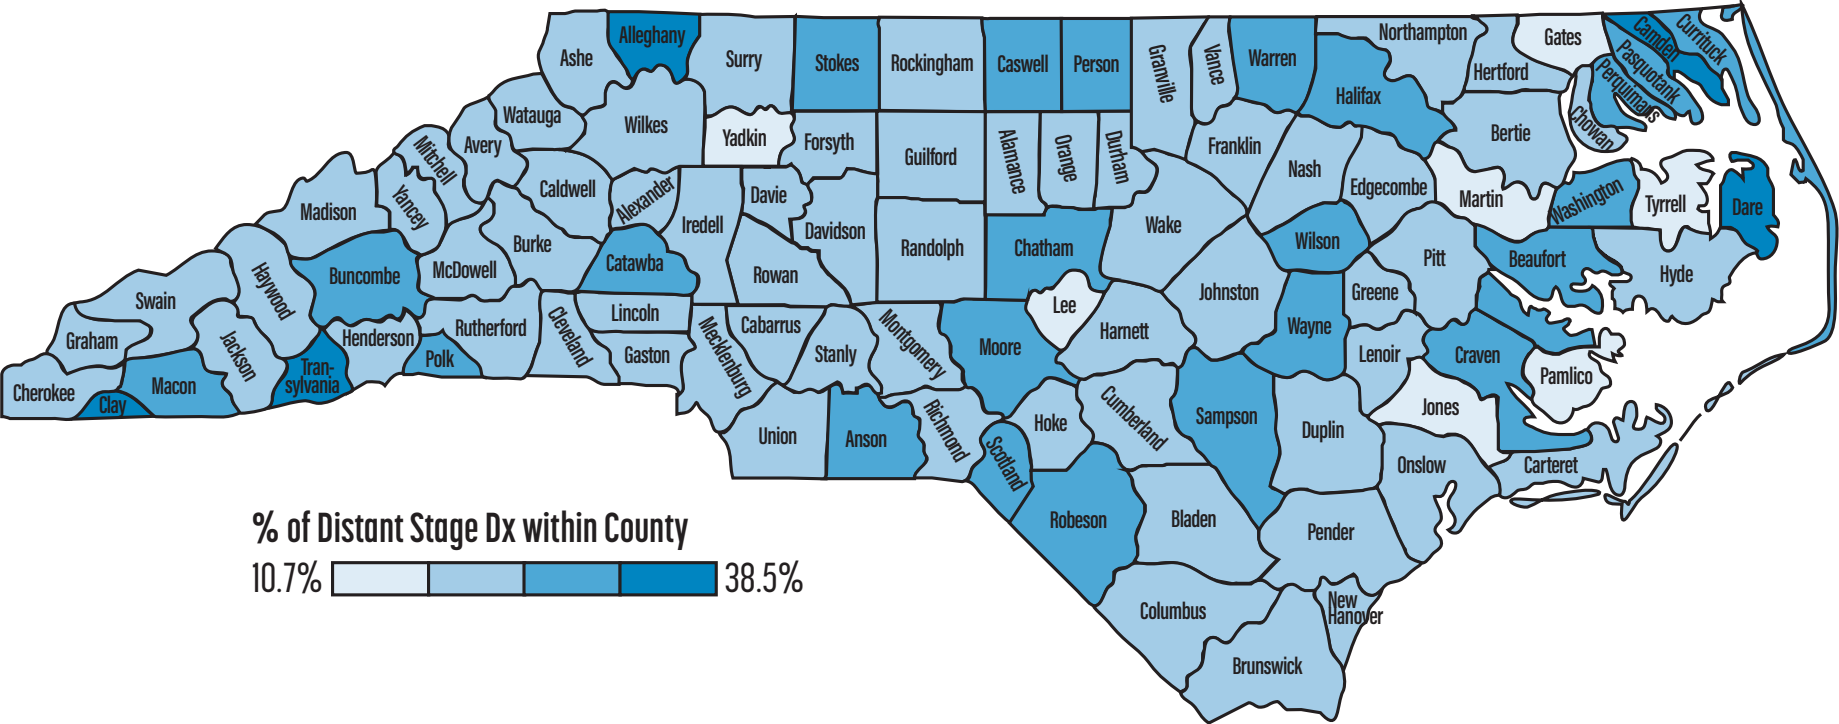 Ashe
Alleghany
Surry
Stokes
Rockingham
Caswell
Person
Granville
Vance
Warren
Northampton
Halifax
Hertford
Gates
Camden
Currituck
Pasquotank
Perquimans
Chowan
Watauga
Wilkes
Yadkin
Forsyth
Guilford
Alamance
Orange
Durham
Franklin
Nash
Edgecombe
Bertie
Martin
Washington
Tyrrell
Dare
Mitchell
Avery
Caldwell
Alexander
Iredell
Davie
Davidson
Randolph
Chatham
Wake
Wilson
Pitt
Beaufort
Hyde
Madison
Yancey
Burke
McDowell
Catawba
Rowan
Buncombe
Haywood
Swain
Graham
Cherokee
Clay
Macon
Jackson
Tran-
sylvania
Henderson
Polk
Rutherford
Cleveland
Lincoln
Gaston
Mecklenburg
Cabarrus
Stanly
Montgomery
Moore
Lee
Harnett
Johnston
Wayne
Greene
Lenoir
Craven
Pamlico
Jones
Union
Anson
Richmond
Scotland
Hoke
Cumberland
Sampson
Duplin
Onslow
Carteret
Robeson
Bladen
Pender
Columbus
New
Hanover
Brunswick
% of Distant Stage Dx within County
10.7% 38.5%